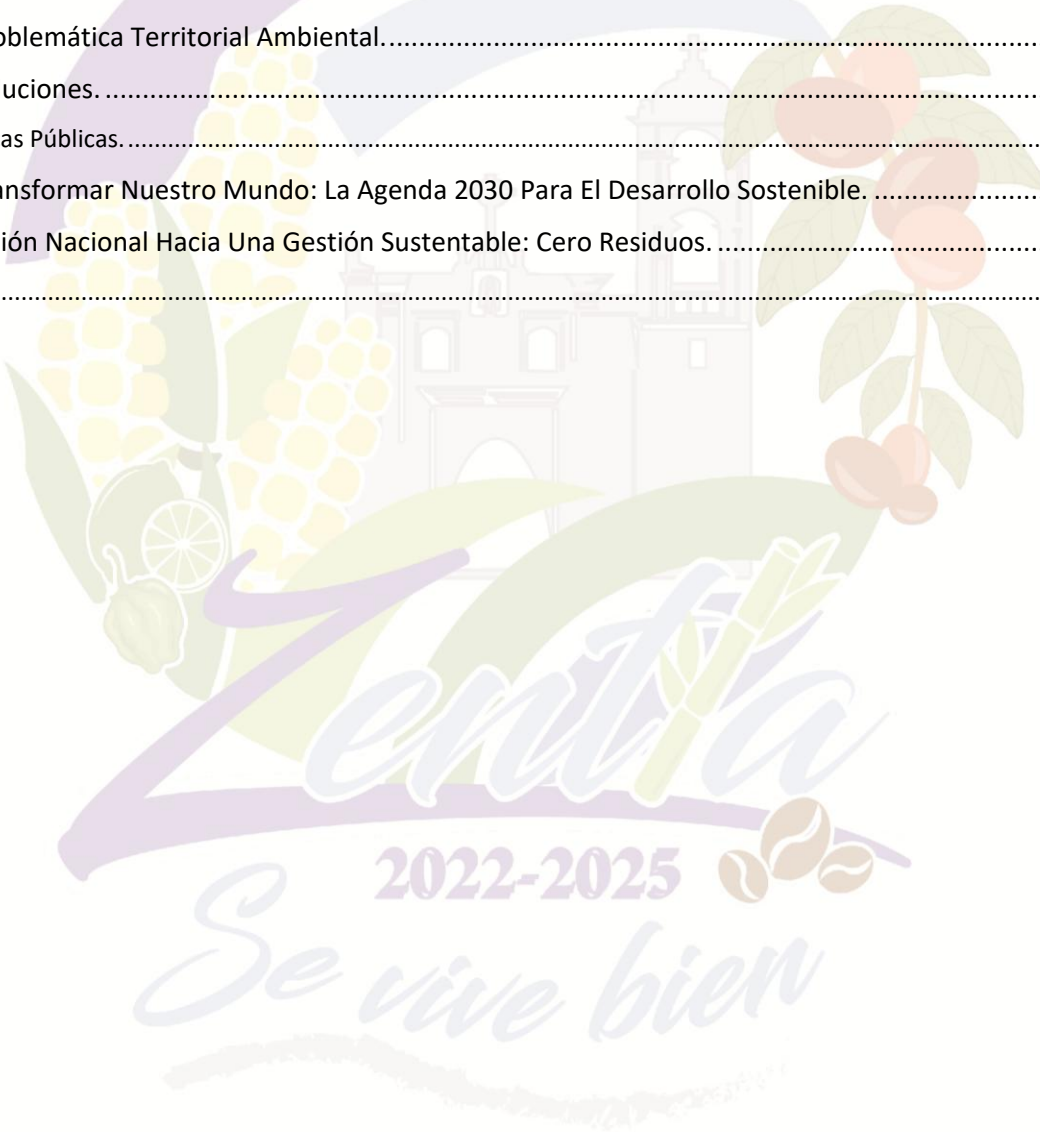 oblemática Territorial Ambiental.......................................................................................................
uciones. ...............................................................................................................................................
as Públicas. ...........................................................................................................................................
ansformar Nuestro Mundo: La Agenda 2030 Para El Desarrollo Sostenible. .........................
ión Nacional Hacia Una Gestión Sustentable: Cero Residuos. ................................................
................................................................................................................................................................
Zentla
2022-2025
Se vive bien